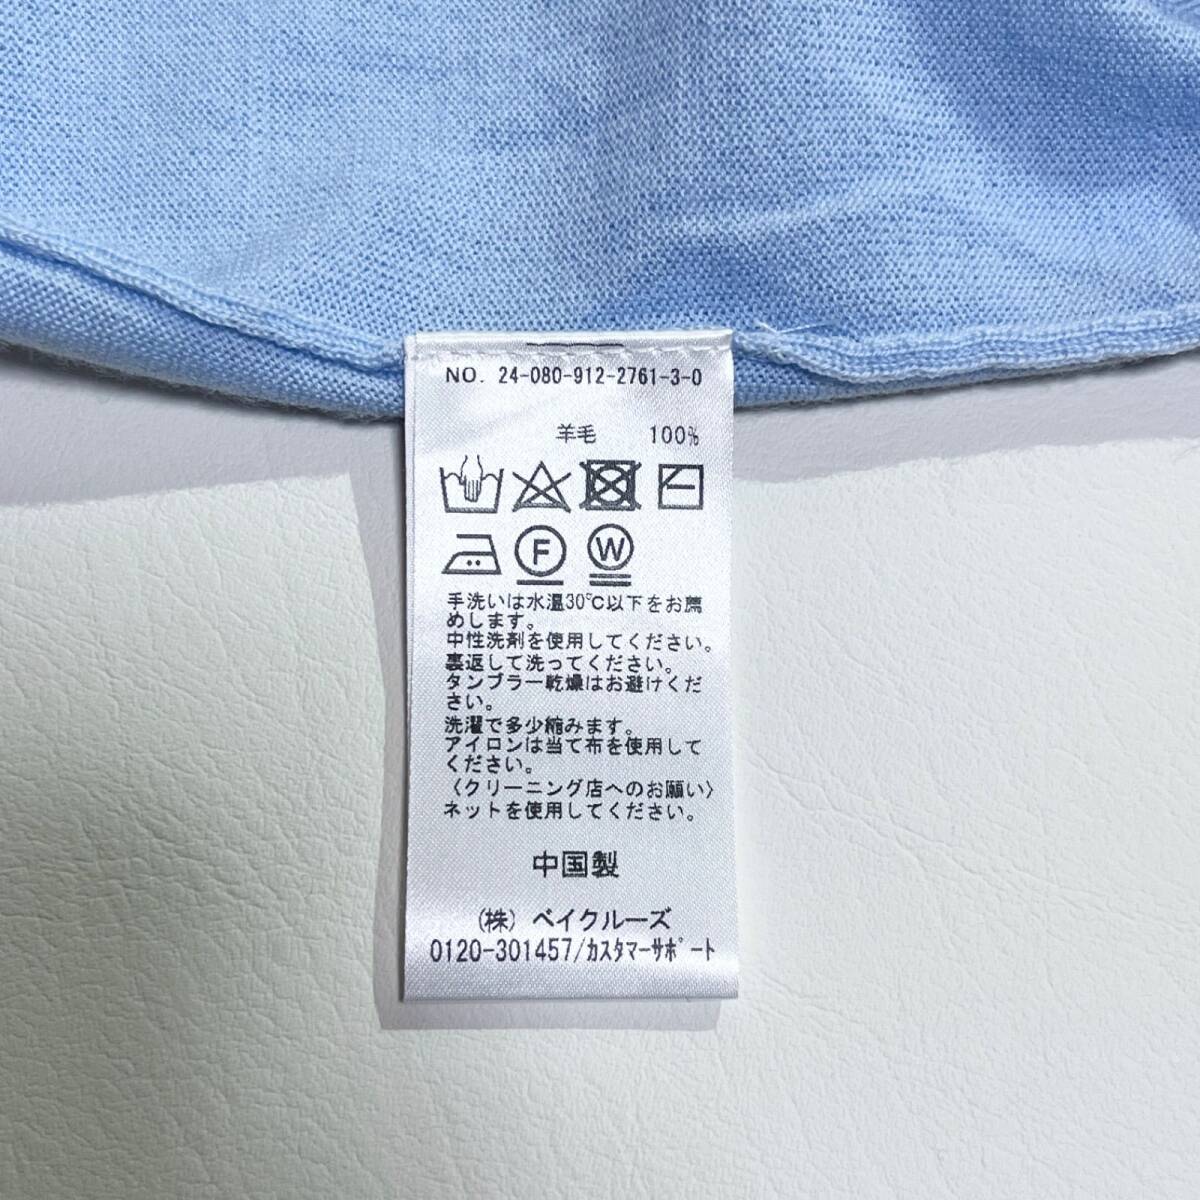 NO. 24-080-912-2761-3-0
羊毛 100%
F W
手洗いは水温30℃以下をお薦
めします。
中性洗剤を使用してください。
裏返して洗ってください。
タンブラー乾燥はお避けくだ
さい。
洗濯で多少縮みます。
アイロンは当て布を使用して
ください。
〈クリーニング店へのお願い〉
ネットを使用してください。
中国製
(株) ベイクルーズ
0120-301457/カスタマーサポート